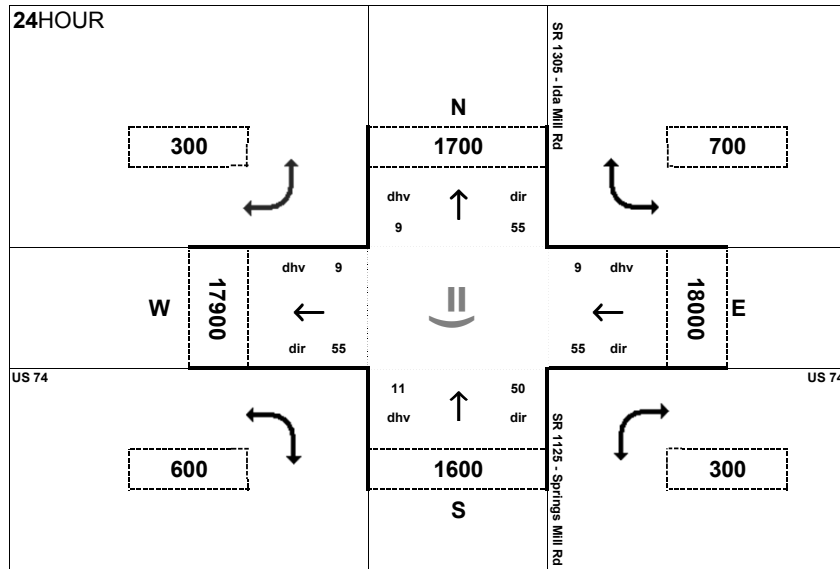 24HOUR
SR 1305 - Ida Mill Rd
N
300
1700
700
dhv
dir
9
55
dhv 9
9 dhv
W
17900
18000
E
dir 55
55 dir
US 74
US 74
11
50
dhv
dir
SR 1125 - Springs Mill Rd
600
1600
300
S